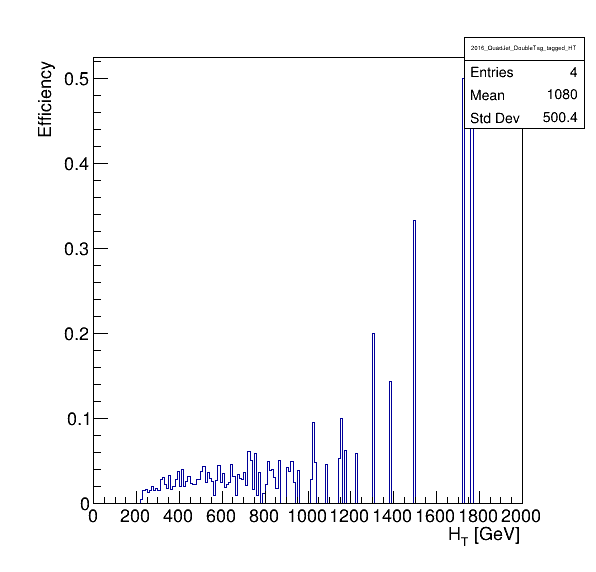 2016_QuadJet_DoubleTag_tagged_HT
Entries 4
Mean 1080
Std Dev 500.4
Efficiency
0.5
0.4
0.3
0.2
0.1
0
0 200 400 600 800 1000 1200 1400 1600 1800 2000
H_T [GeV]